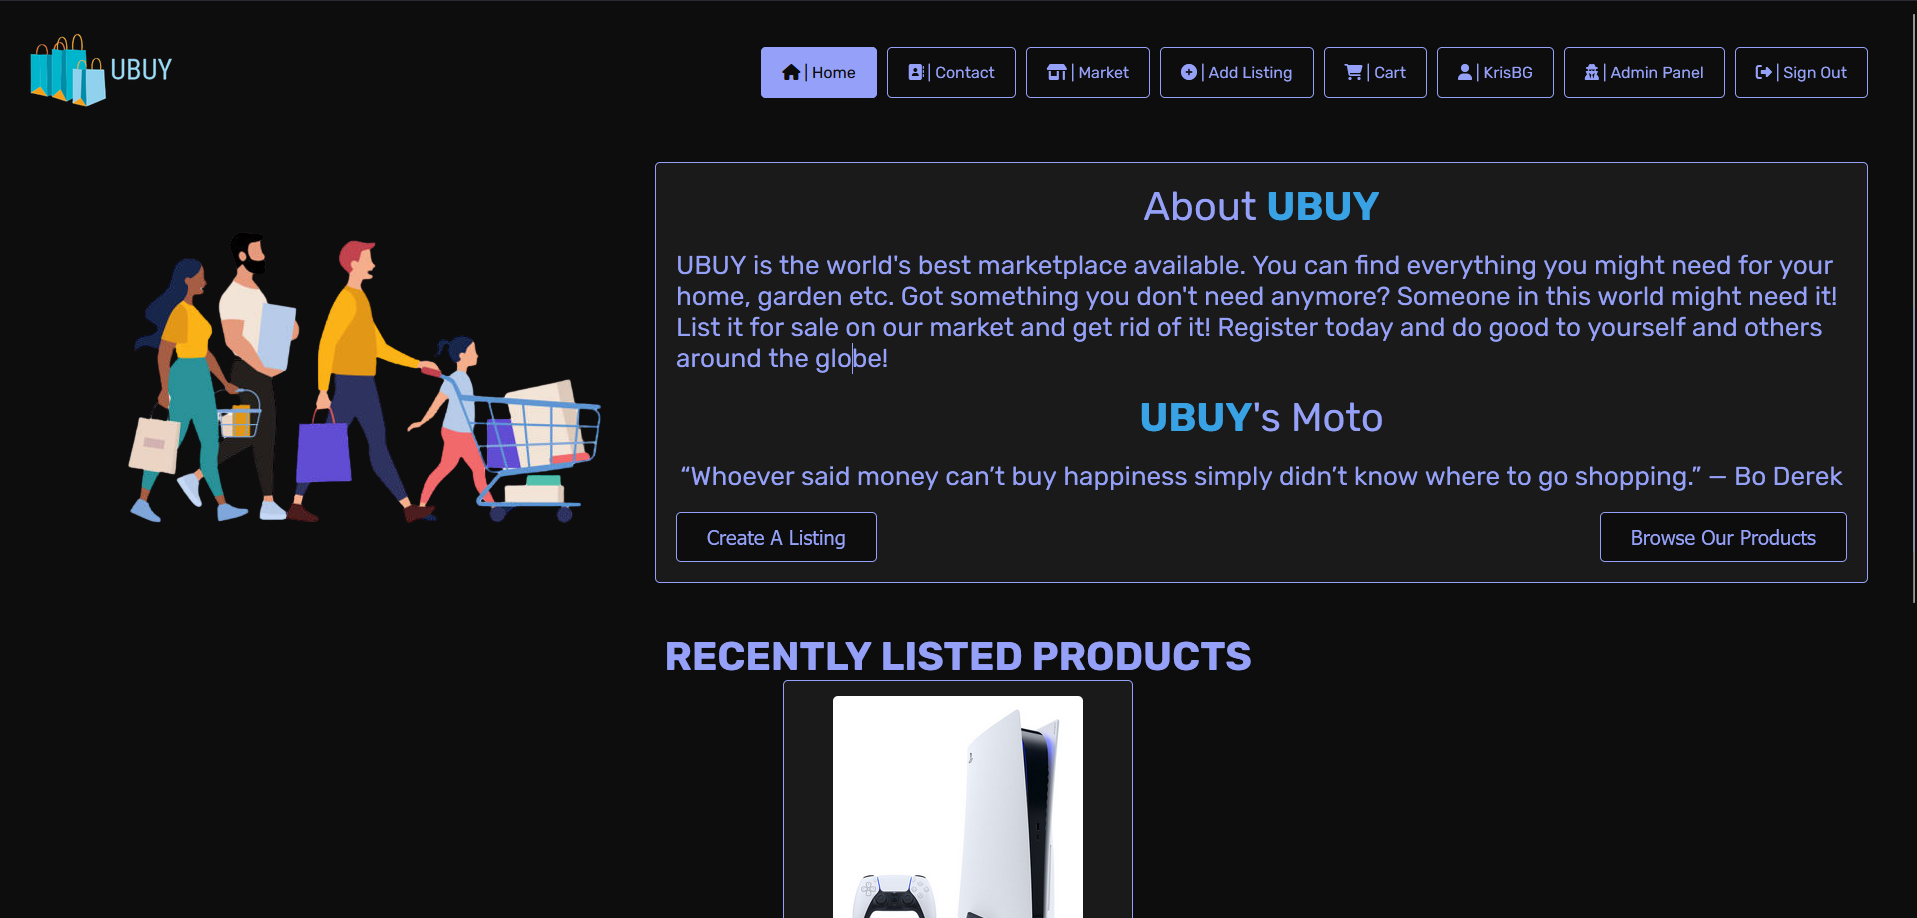 UBUY
| Home
| Contact
| Market
| Add Listing
| Cart
| KrisBG
| Admin Panel
| Sign Out
About UBUY
UBUY is the world's best marketplace available. You can find everything you might need for your
home, garden etc. Got something you don't need anymore? Someone in this world might need it!
List it for sale on our market and get rid of it! Register today and do good to yourself and others
around the globe!
UBUY's Moto
“Whoever said money can’t buy happiness simply didn’t know where to go shopping.” — Bo Derek
Create A Listing
Browse Our Products
RECENTLY LISTED PRODUCTS